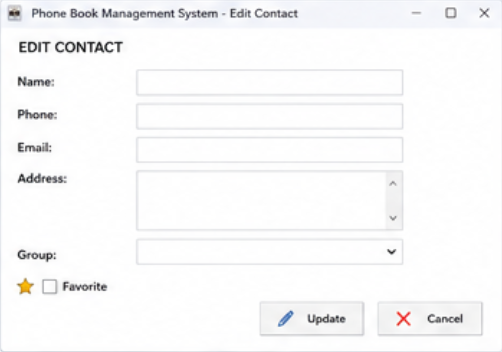 Phone Book Management System - Edit Contact
EDIT CONTACT
Name:
Phone:
Email:
Address:
Group:
Favorite
Update
Cancel